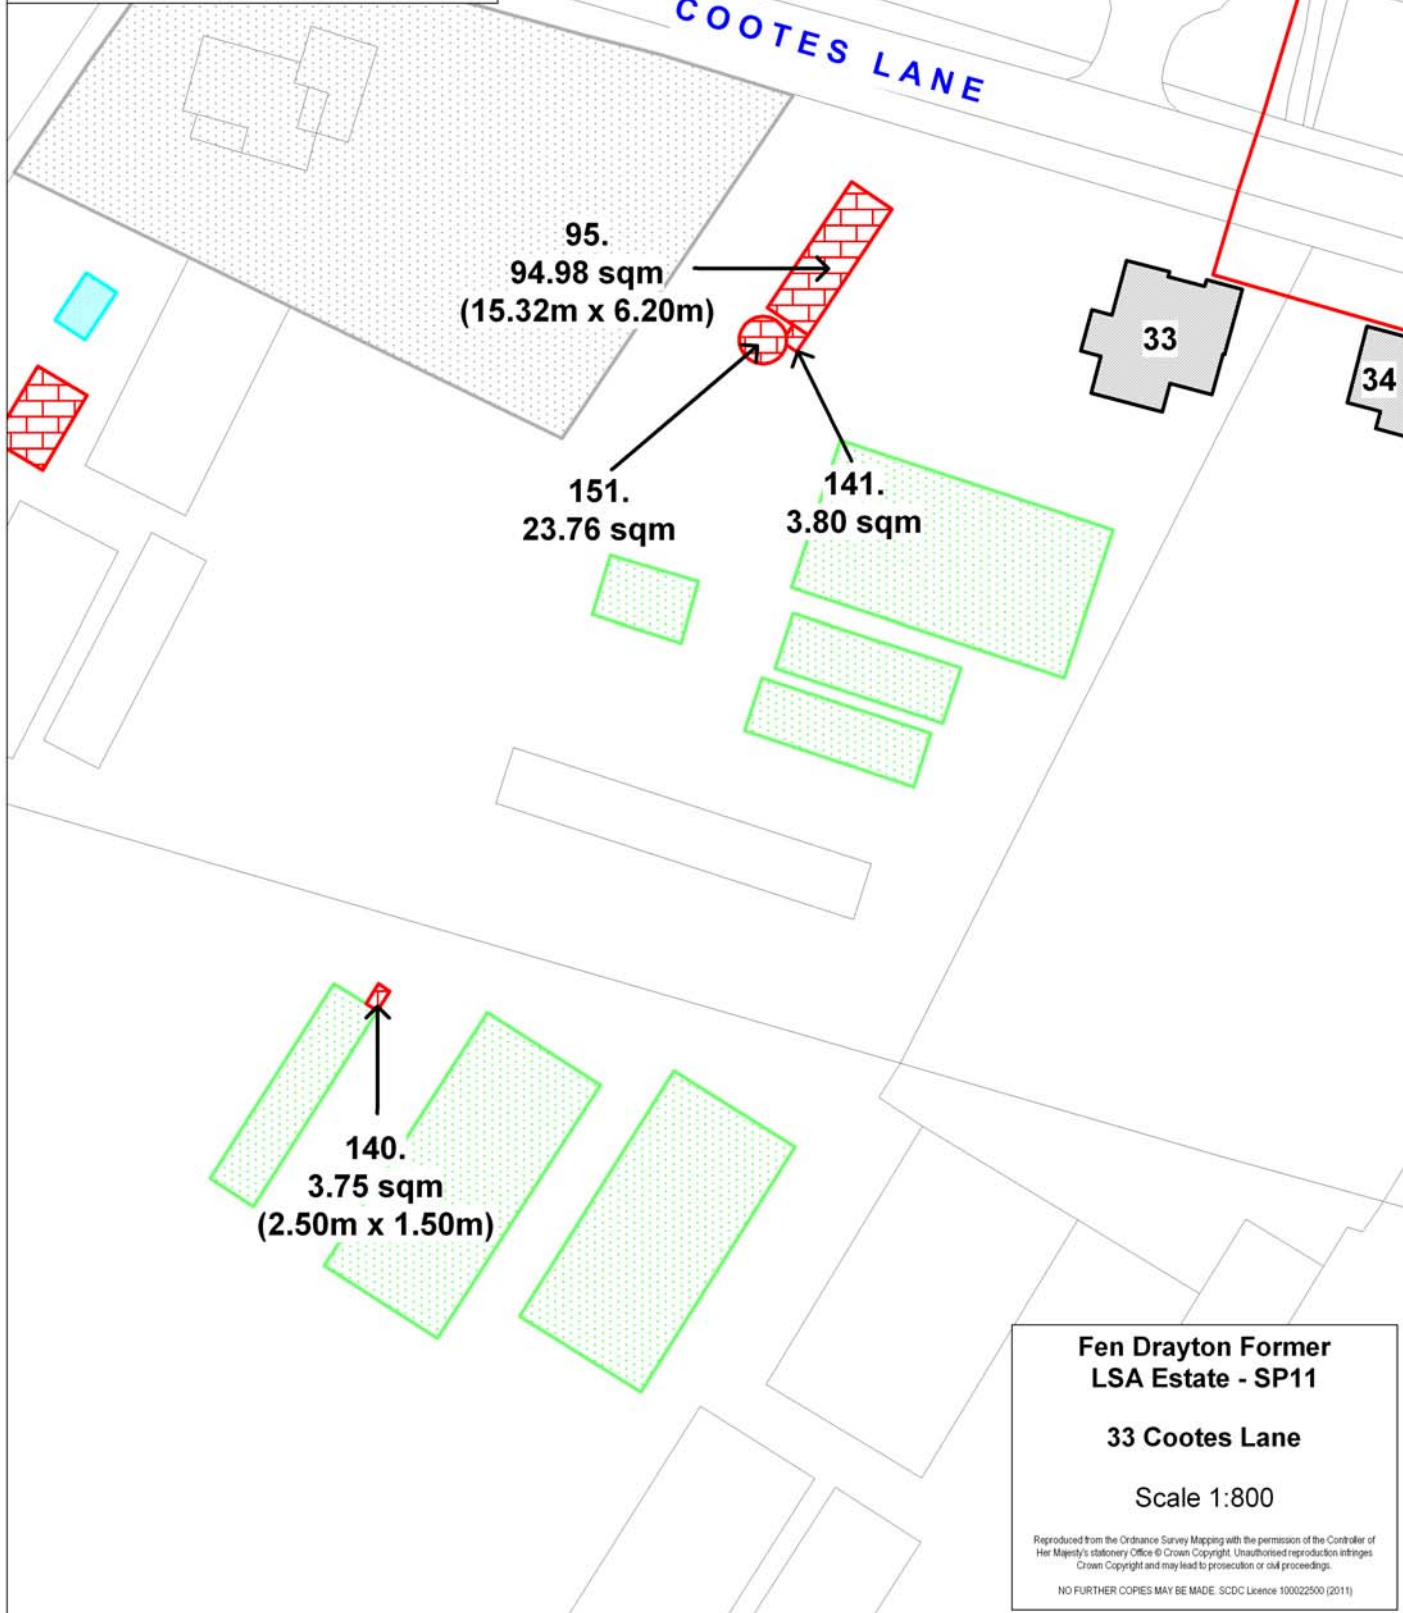 COOTES LANE
95.
94.98 sqm
(15.32m x 6.20m)
33
34
151.
23.76 sqm
141.
3.80 sqm
140.
3.75 sqm
(2.50m x 1.50m)
Fen Drayton Former
LSA Estate - SP11
33 Cootes Lane
Scale 1:800
Reproduced from the Ordnance Survey Mapping with the permission of the Controller of
Her Majesty's stationery Office © Crown Copyright. Unauthorised reproduction infringes
Crown Copyright and may lead to prosecution or civil proceedings.
NO FURTHER COPIES MAY BE MADE. SCDC Licence 100022500 (2011)